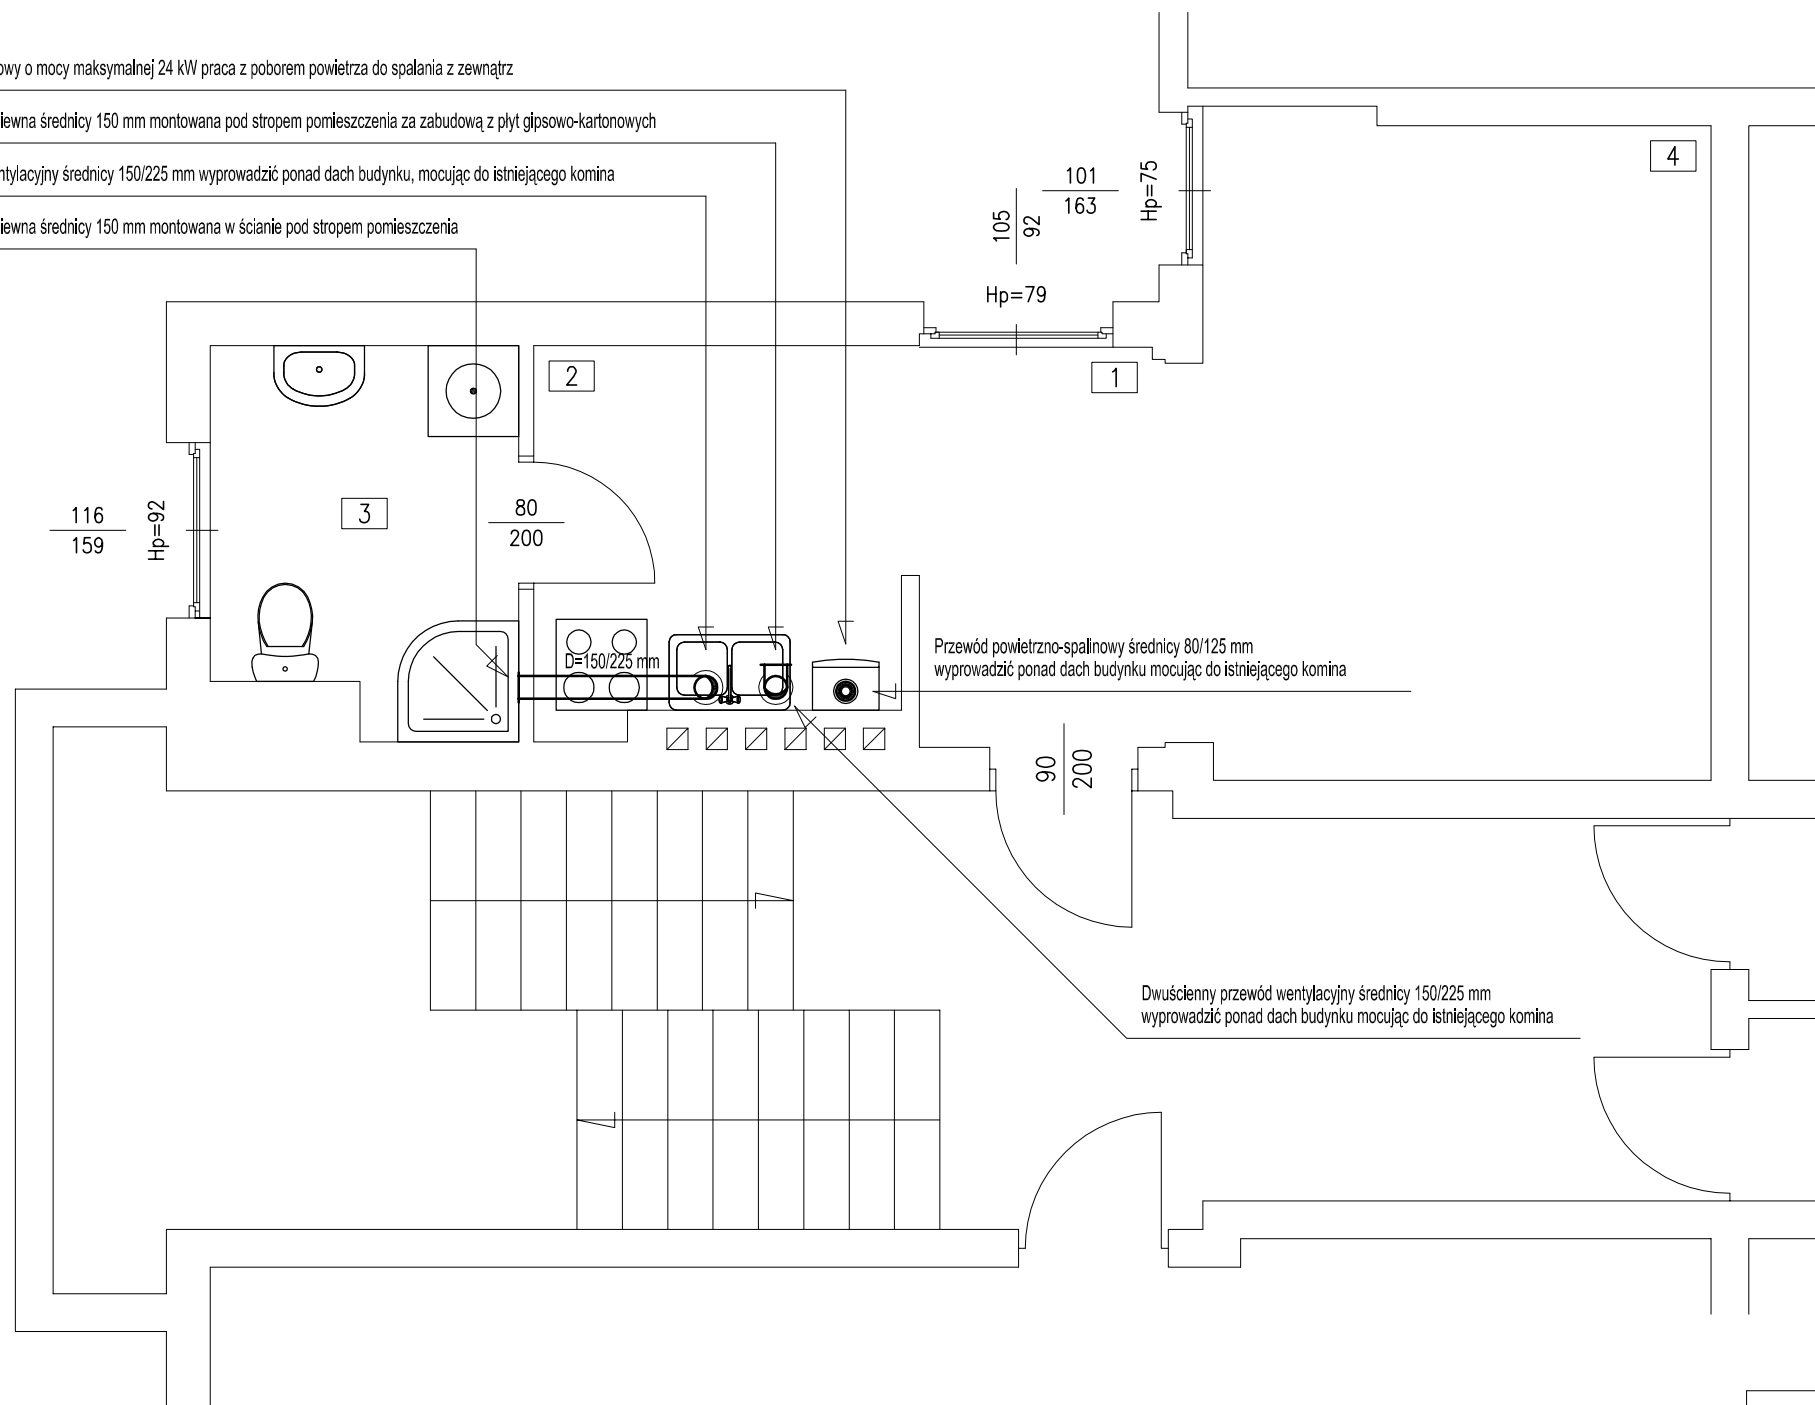 owy o mocy maksymalnej 24 kW praca z poborem powietrza do spalania z zewnątrz
iewna średnicy 150 mm montowana pod stropem pomieszczenia za zabudową z płyt gipsowo-kartonowych
ntylacyjny średnicy 150/225 mm wyprowadzić ponad dach budynku, mocując do istniejącego komina
iewna średnicy 150 mm montowana w ścianie pod stropem pomieszczenia
4
101
163
Hp=75
105
92
Hp=79
2
1
3
116
159
Hp=92
80
200
D=150/225 mm
Przewód powietrzno-spalinowy średnicy 80/125 mm
wyprowadzić ponad dach budynku mocując do istniejącego komina
90
200
Dwuścienny przewód wentylacyjny średnicy 150/225 mm
wyprowadzić ponad dach budynku mocując do istniejącego komina